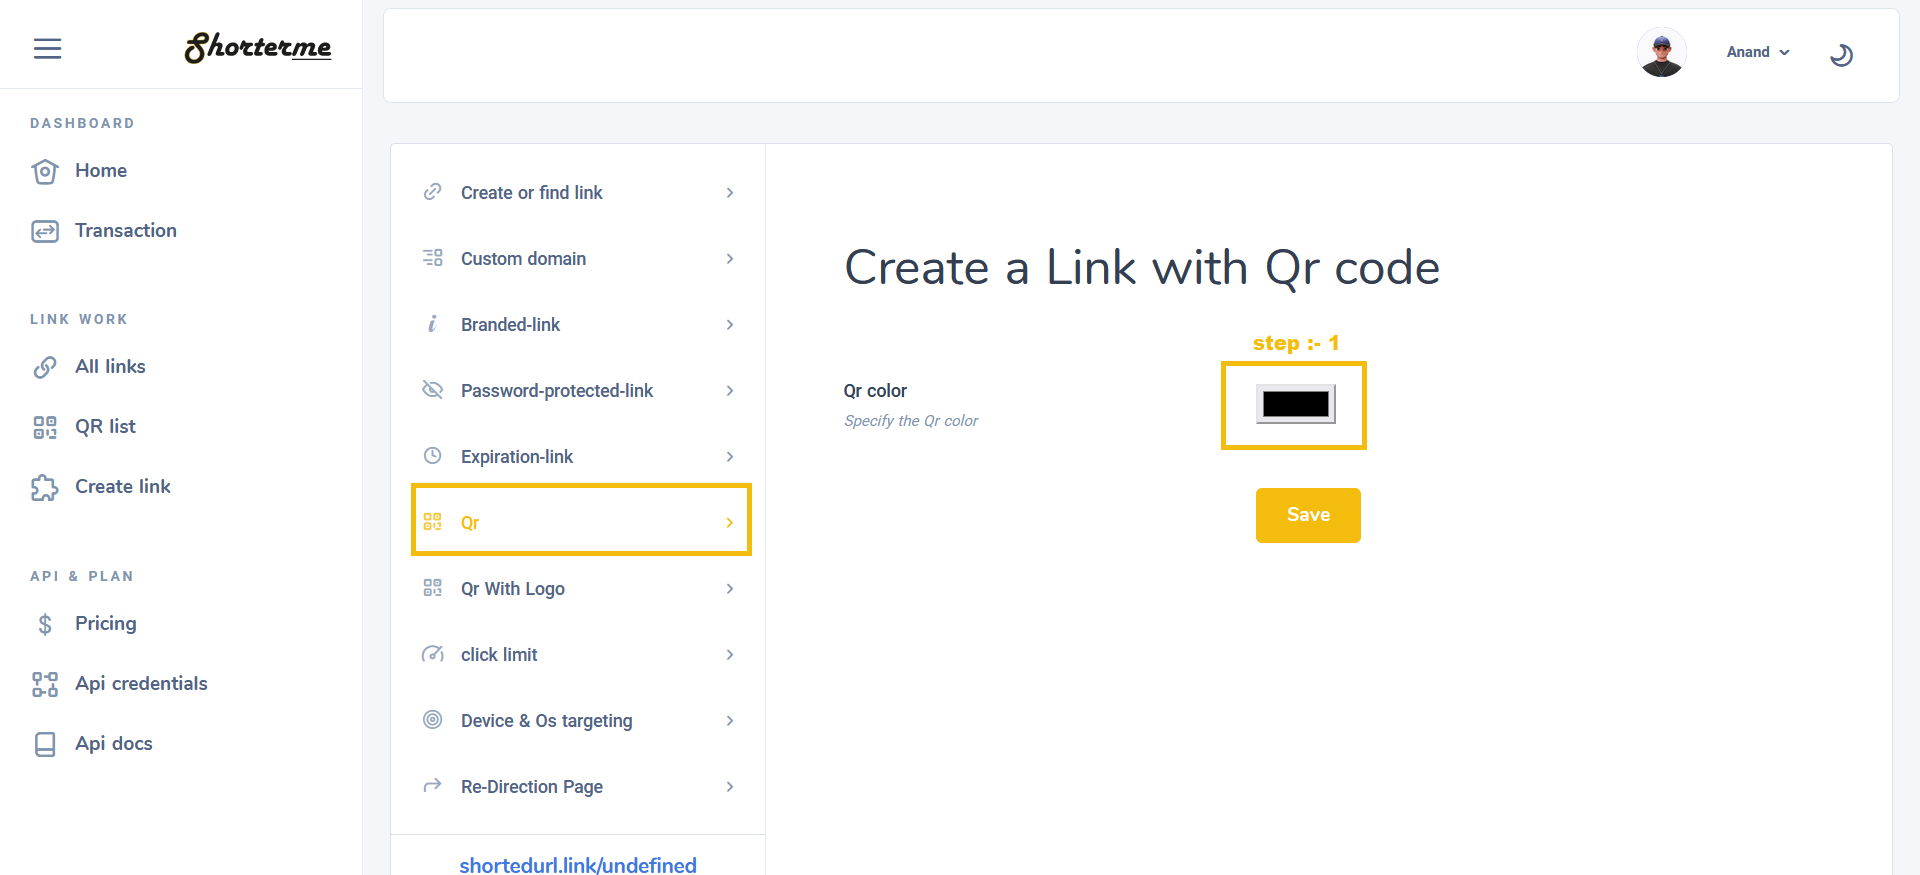 Shorterme
Anand
DASHBOARD
Home
Transaction
LINK WORK
All links
QR list
Create link
API & PLAN
Pricing
Api credentials
Api docs
Create or find link
Custom domain
Branded-link
Password-protected-link
Expiration-link
Qr
Qr With Logo
click limit
Device & Os targeting
Re-Direction Page
shortedurl.link/undefined
Create a Link with Qr code
step :- 1
Qr color
Specify the Qr color
Save